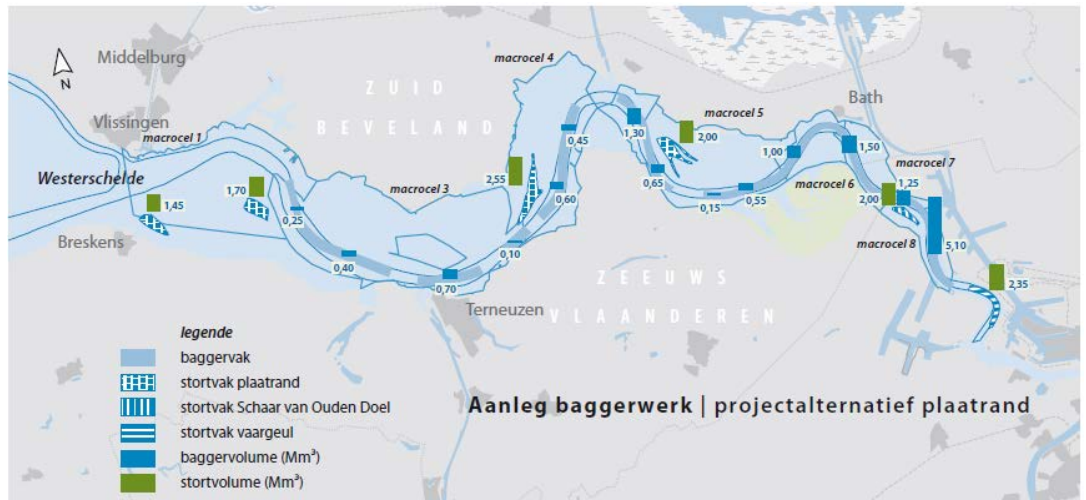 macrocel 4
Middelburg
N
ZUID
BEVELAND
Bath
Vlissingen
macrocel 1
macrocel 5
0,45
1,30
2,00
1,00
1,50
macrocel 7
Westerschelde
1,70
macrocel 3
2,55
0,65
macrocel 6
1,25
1,45
0,25
0,60
0,15
0,55
2,00
Breskens
0,10
macrocel 8
5,10
0,40
0,70
ZEEUWS
2,35
Terneuzen
VLAANDEREN
legende
baggervak
stortvak plaatrand
stortvak Schaar van Ouden Doel
stortvak vaargeul
baggervolume (Mm³)
stortvolume (Mm³)
Aanleg baggerwerk | projectalternatief plaatrand